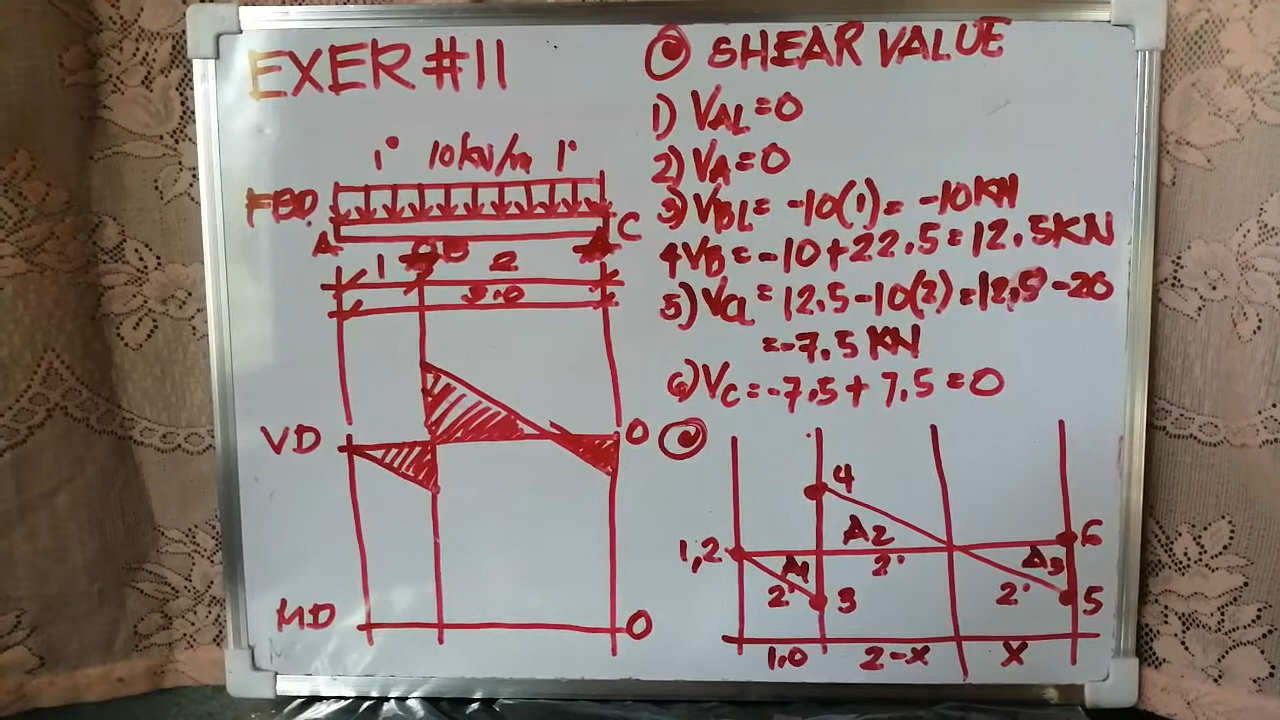 EXER #11
1° 10kN/m 1°
FBD
A B C
1 2
3.0
VD 0
MD 0
SHEAR VALUE
1) VAL=0
2) VA=0
3) VBL= -10(1)= -10KN
4 VB=-10+22.5=12.5KN
5) VCL=12.5-10(2)=12.5-20
=-7.5KN
6) VC=-7.5+7.5=0
4
1,2 A2 6
A1 2° A3
2° 3 2° 5
1.0 2-x x